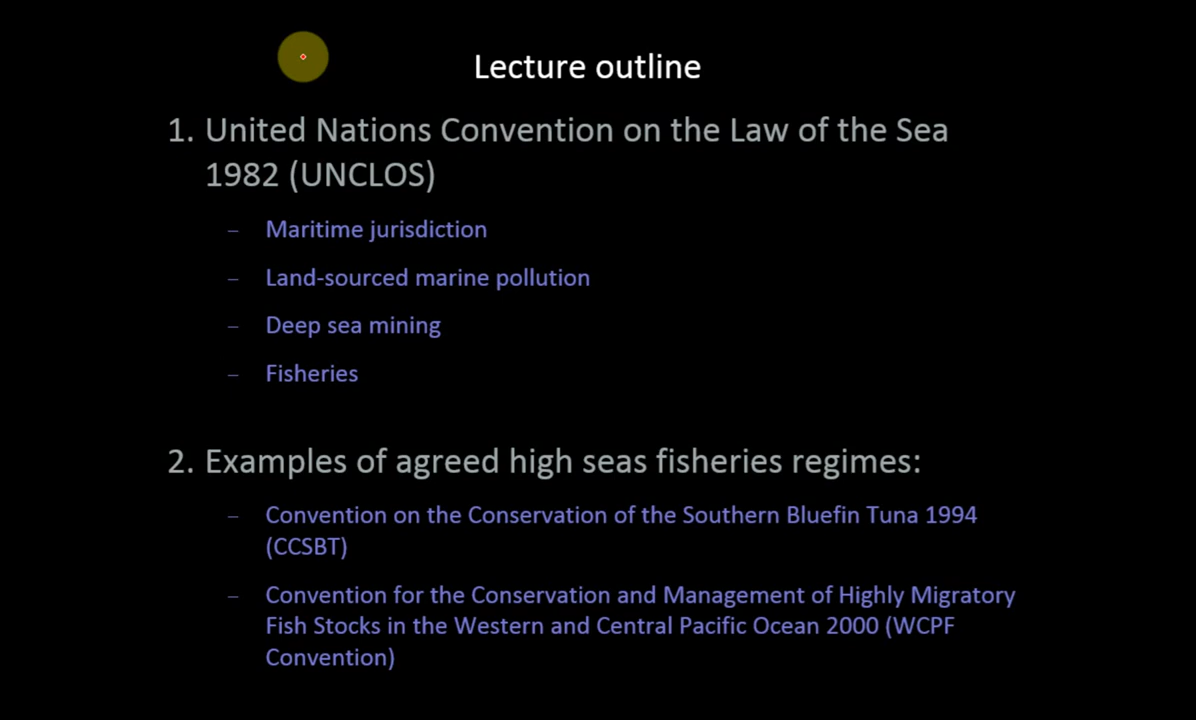 Lecture outline
1. United Nations Convention on the Law of the Sea
1982 (UNCLOS)
– Maritime jurisdiction
– Land-sourced marine pollution
– Deep sea mining
– Fisheries
2. Examples of agreed high seas fisheries regimes:
– Convention on the Conservation of the Southern Bluefin Tuna 1994
(CCSBT)
– Convention for the Conservation and Management of Highly Migratory
Fish Stocks in the Western and Central Pacific Ocean 2000 (WCPF
Convention)